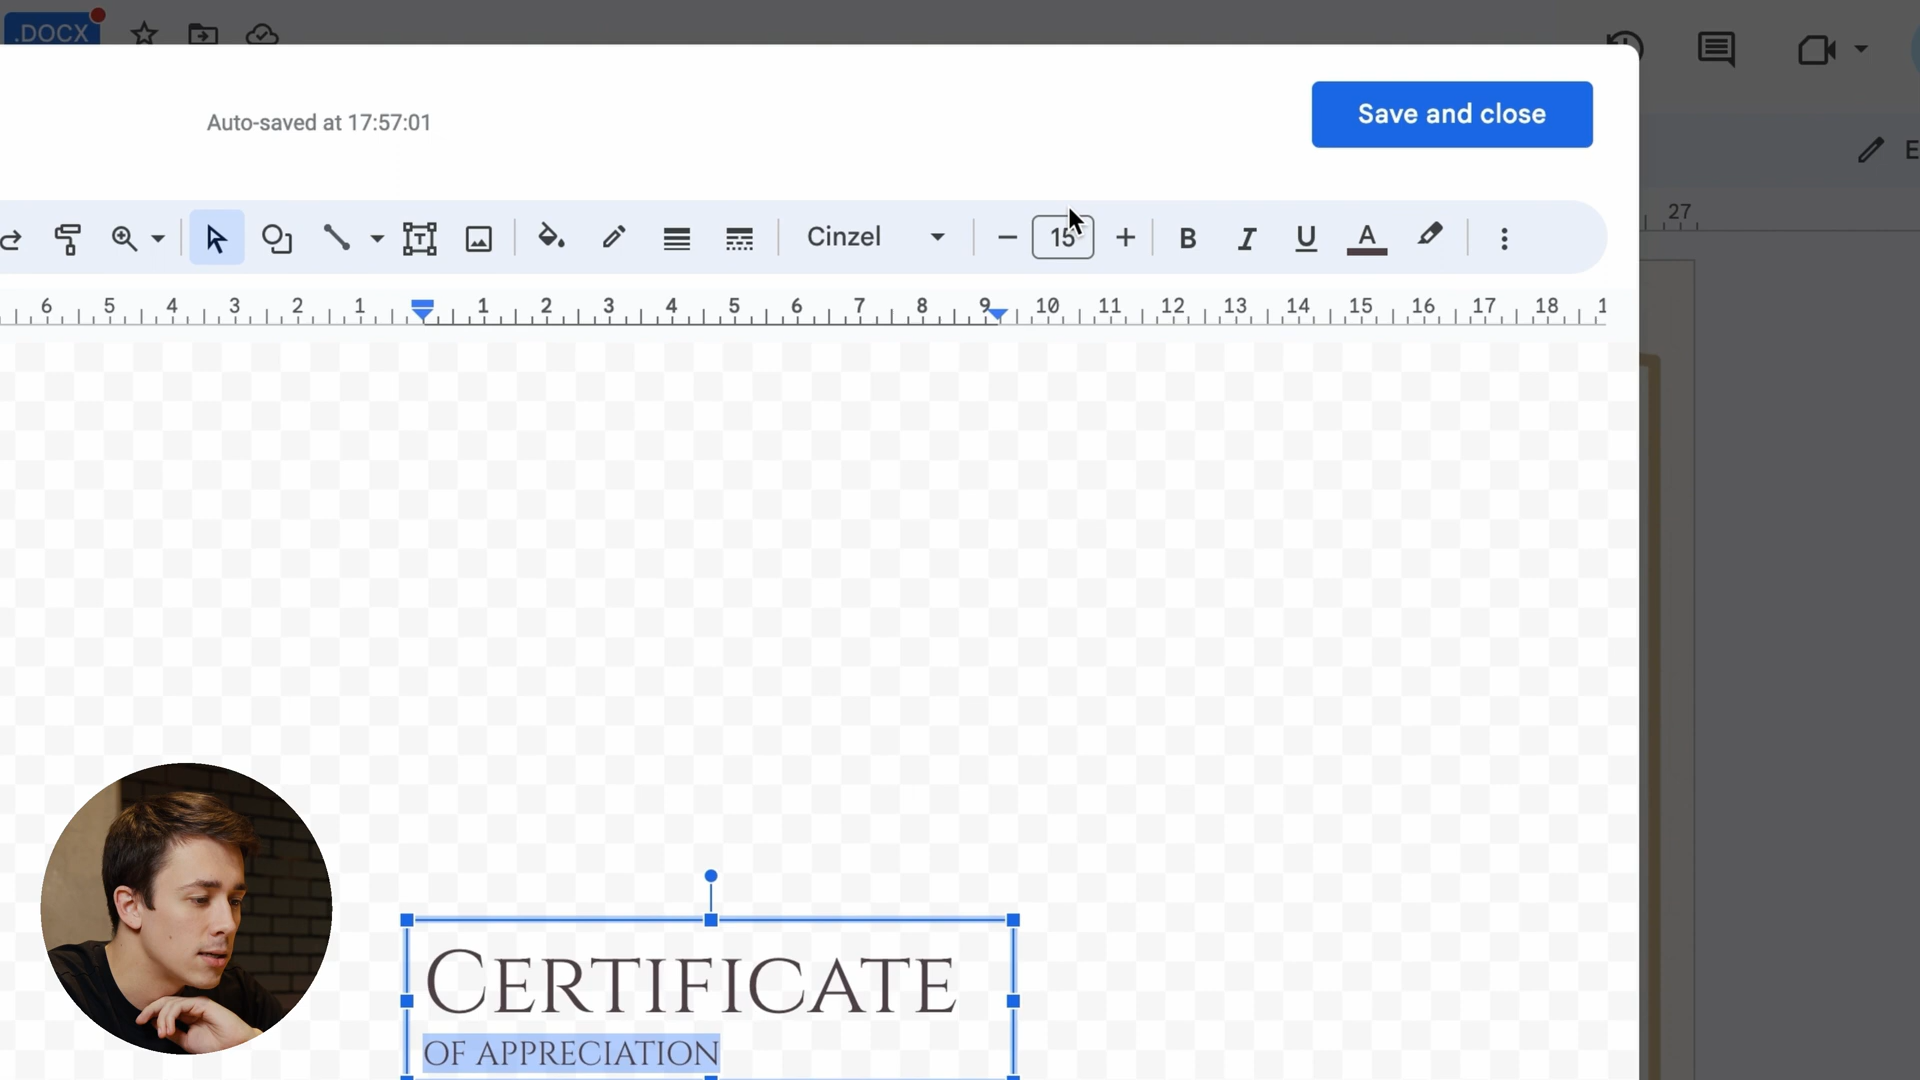 .DOCX
Auto-saved at 17:57:01
Save and close
E
27
Cinzel
15
B I U A
6 5 4 3 2 1 1 2 3 4 5 6 7 8 9 10 11 12 13 14 15 16 17 18 1
CERTIFICATE
OF APPRECIATION